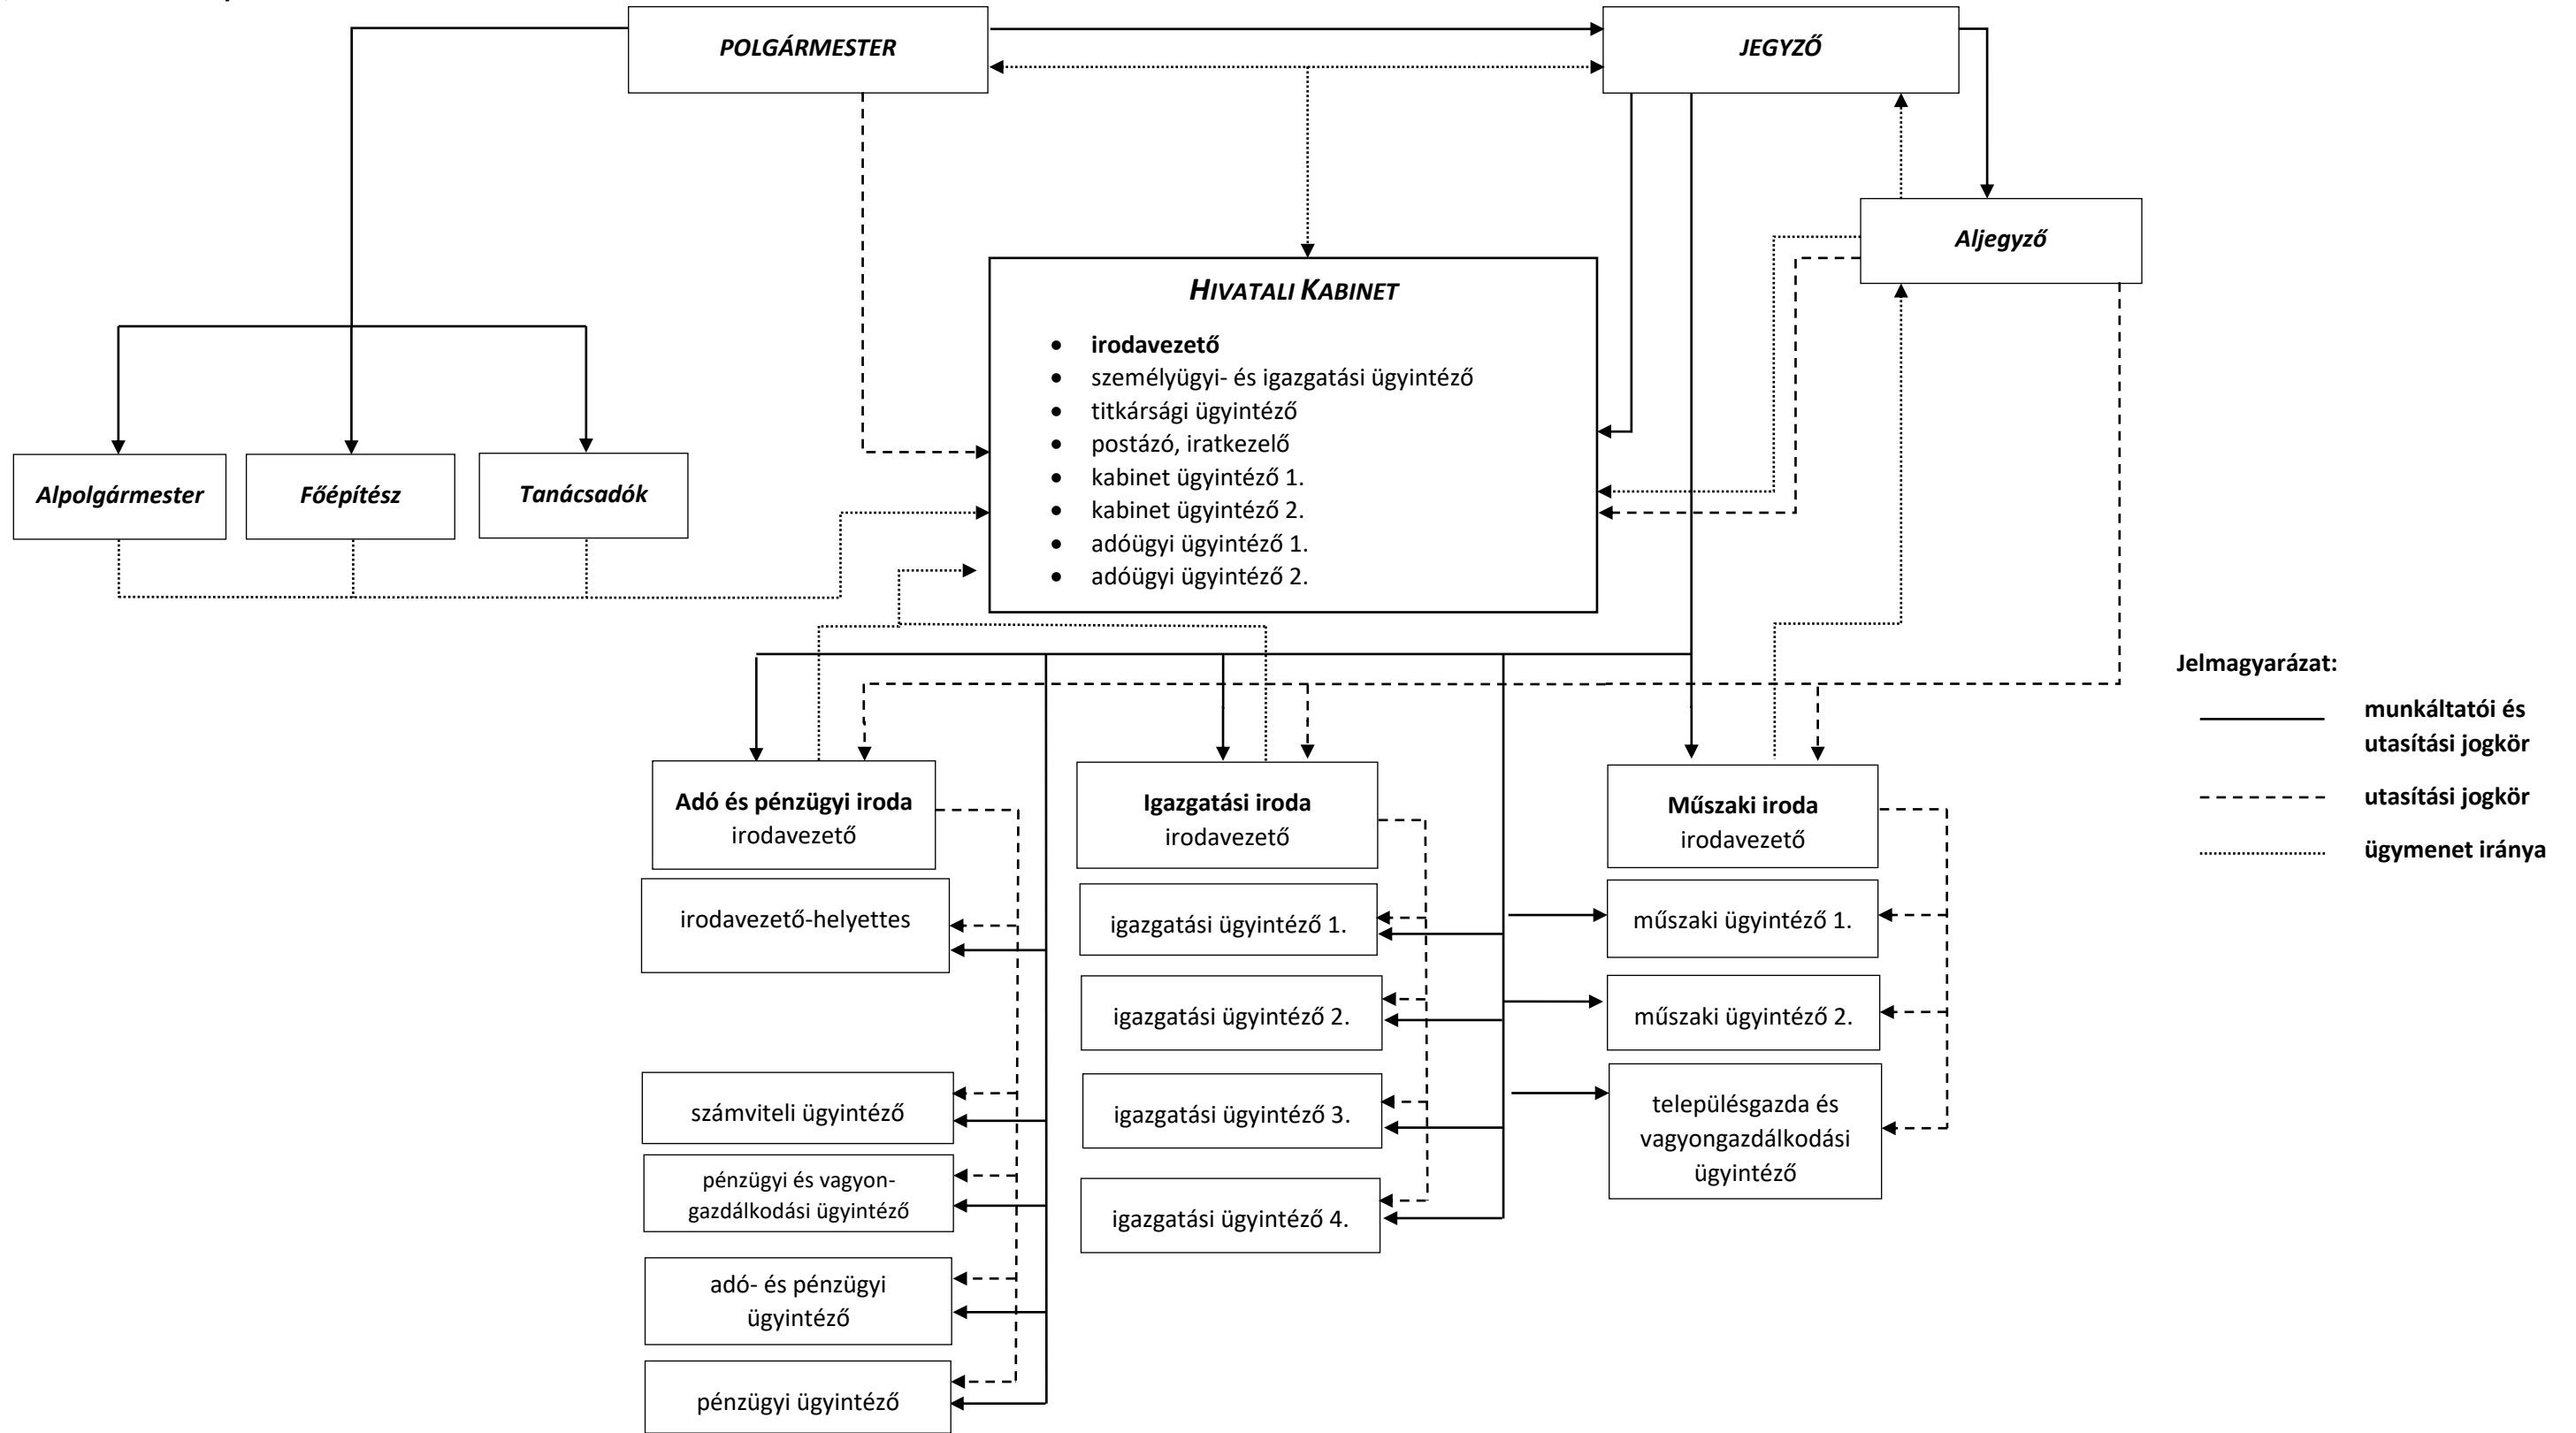 POLGÁRMESTER
JEGYZŐ
Aljegyző
HIVATALI KABINET
• irodavezető
• személyügyi- és igazgatási ügyintéző
• titkársági ügyintéző
• postázó, iratkezelő
• kabinet ügyintéző 1.
• kabinet ügyintéző 2.
• adóügyi ügyintéző 1.
• adóügyi ügyintéző 2.
Alpolgármester
Főépítész
Tanácsadók
Jelmagyarázat:
munkáltatói és
utasítási jogkör
utasítási jogkör
ügymenet iránya
Adó és pénzügyi iroda
irodavezető
irodavezető-helyettes
számviteli ügyintéző
pénzügyi és vagyon-
gazdálkodási ügyintéző
adó- és pénzügyi
ügyintéző
pénzügyi ügyintéző
Igazgatási iroda
irodavezető
igazgatási ügyintéző 1.
igazgatási ügyintéző 2.
igazgatási ügyintéző 3.
igazgatási ügyintéző 4.
Műszaki iroda
irodavezető
műszaki ügyintéző 1.
műszaki ügyintéző 2.
településgazda és
vagyongazdálkodási
ügyintéző